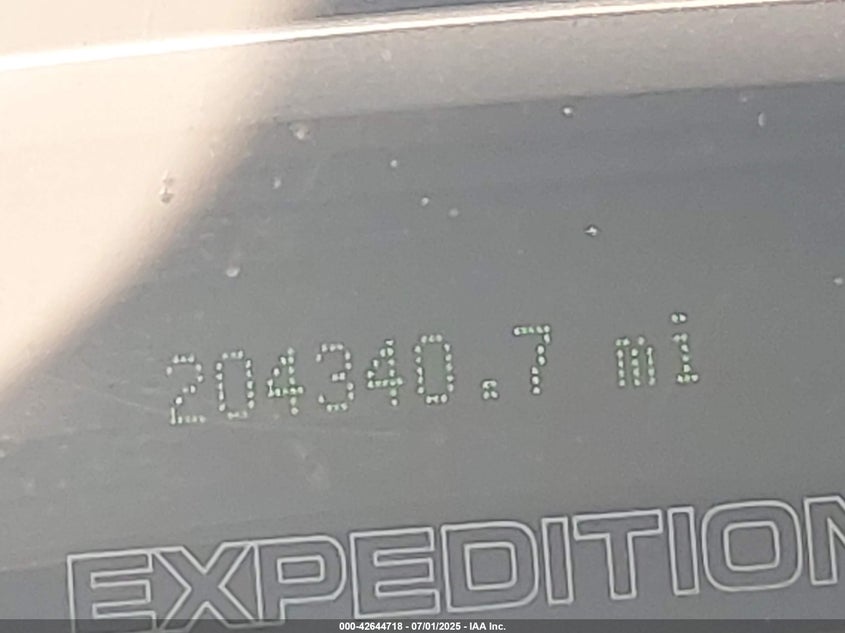 204340.7 mi
EXPEDITION
000-42644718 - 07/01/2025 - IAA Inc.